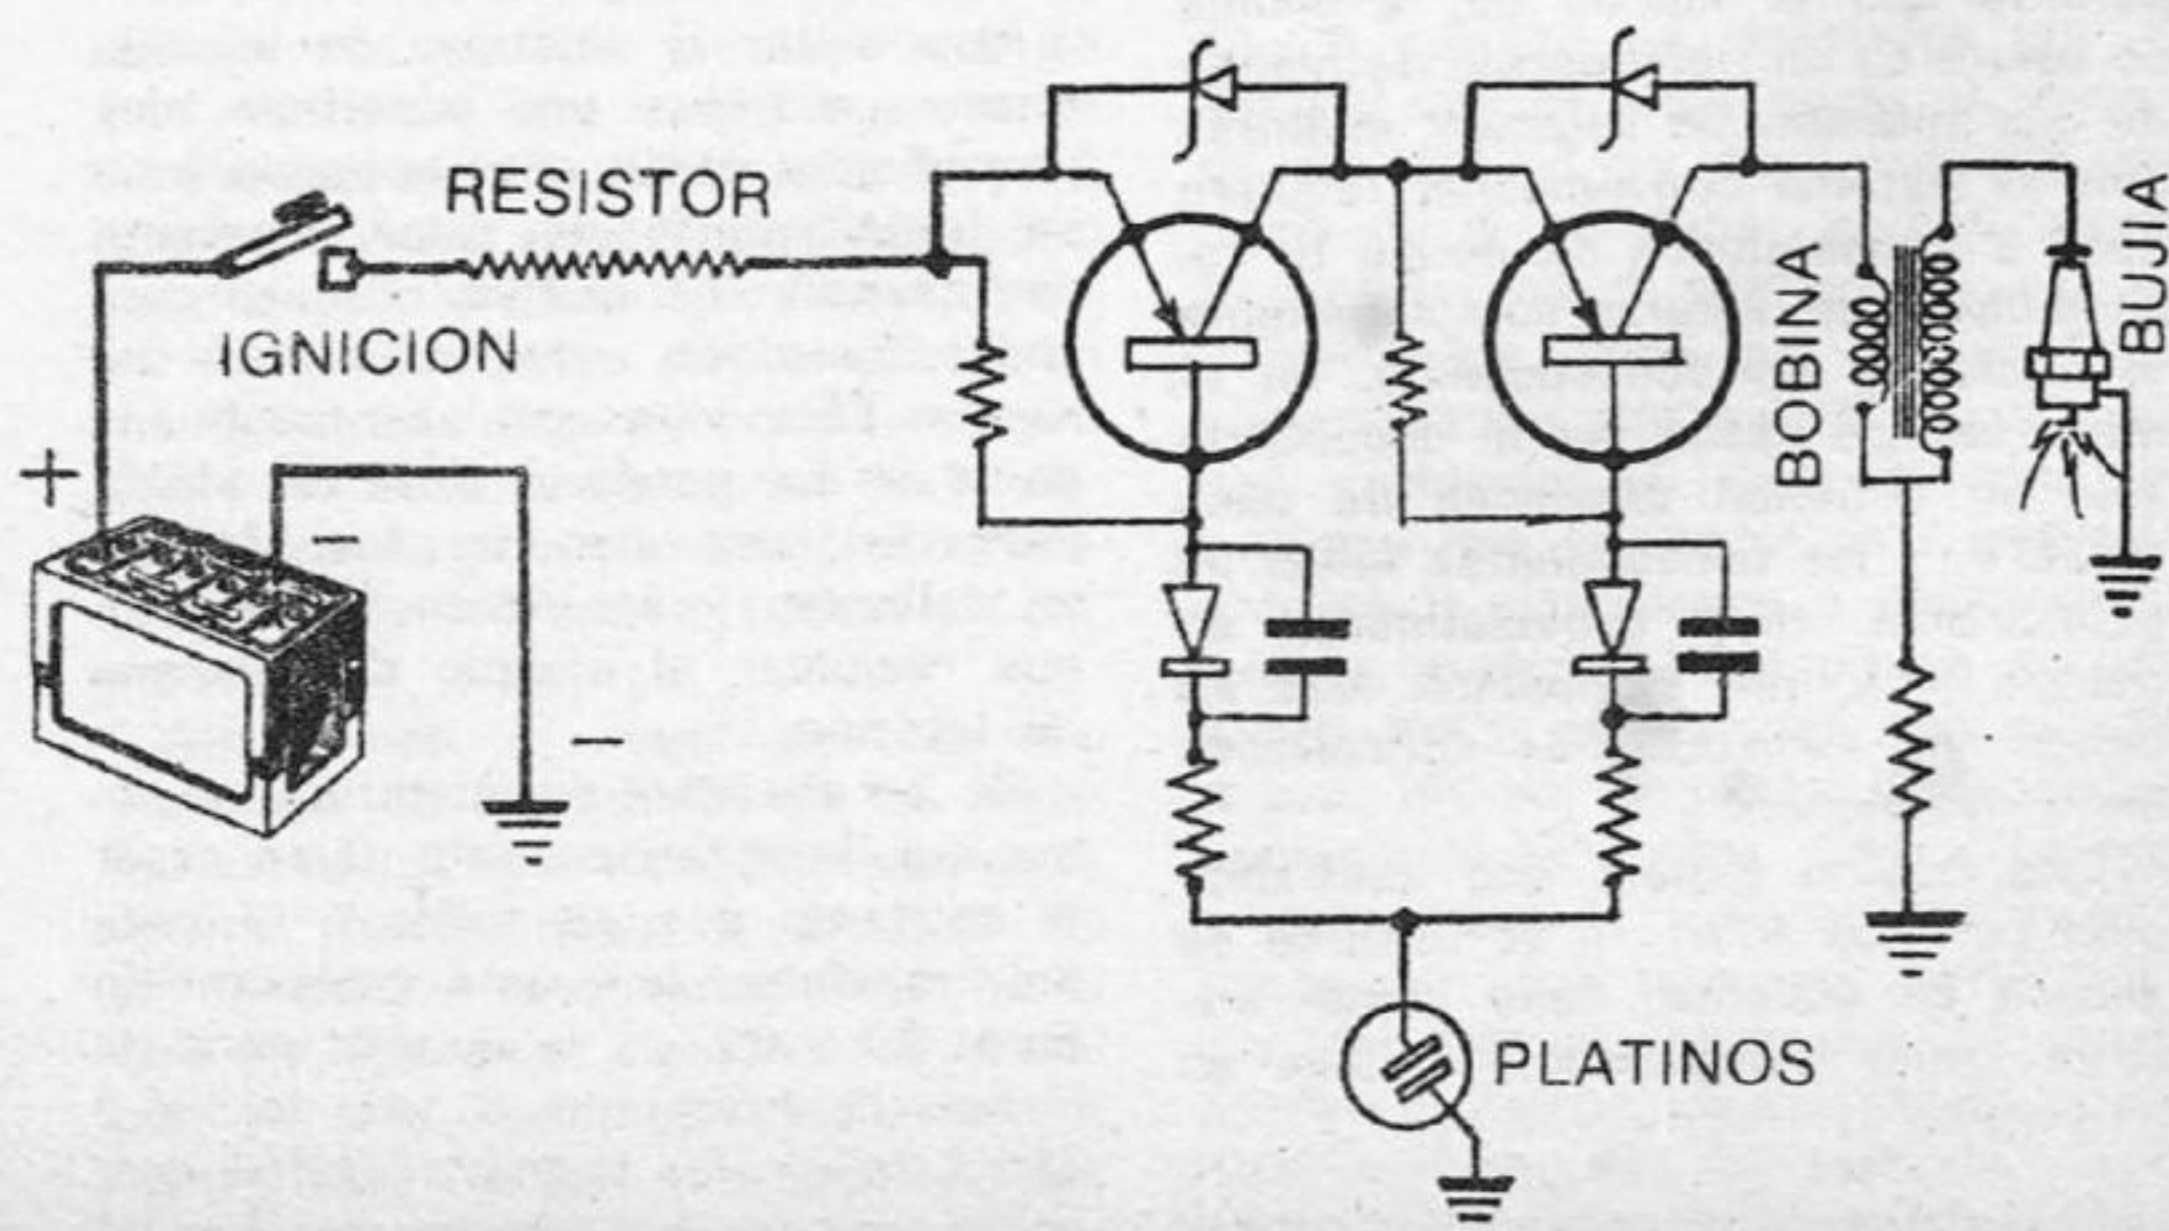 RESISTOR
IGNICION
+
−
−
BOBINA
BUJIA
PLATINOS